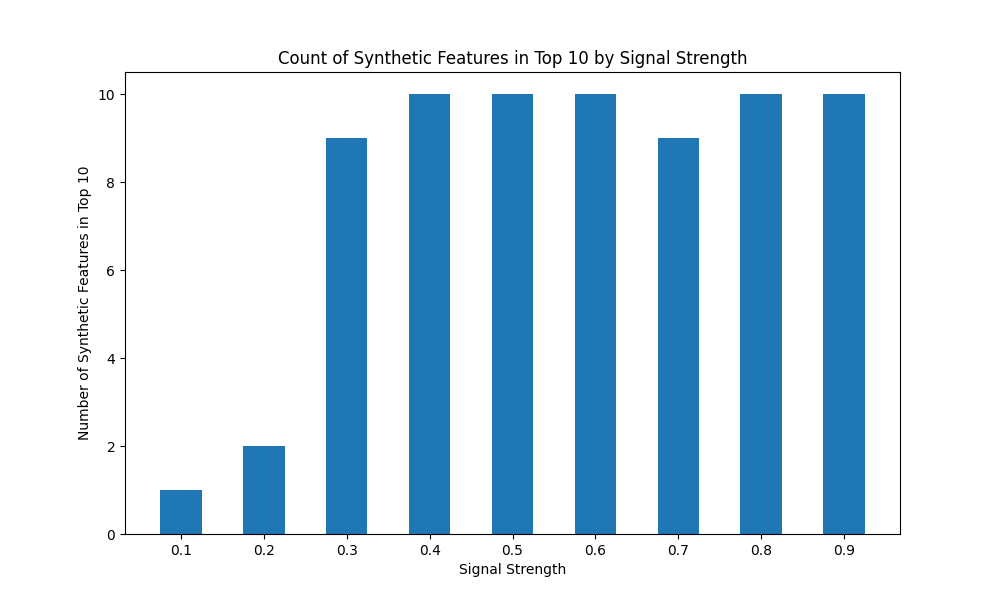 Count of Synthetic Features in Top 10 by Signal Strength
Number of Synthetic Features in Top 10
10
8
6
4
2
0
0.1 0.2 0.3 0.4 0.5 0.6 0.7 0.8 0.9
Signal Strength